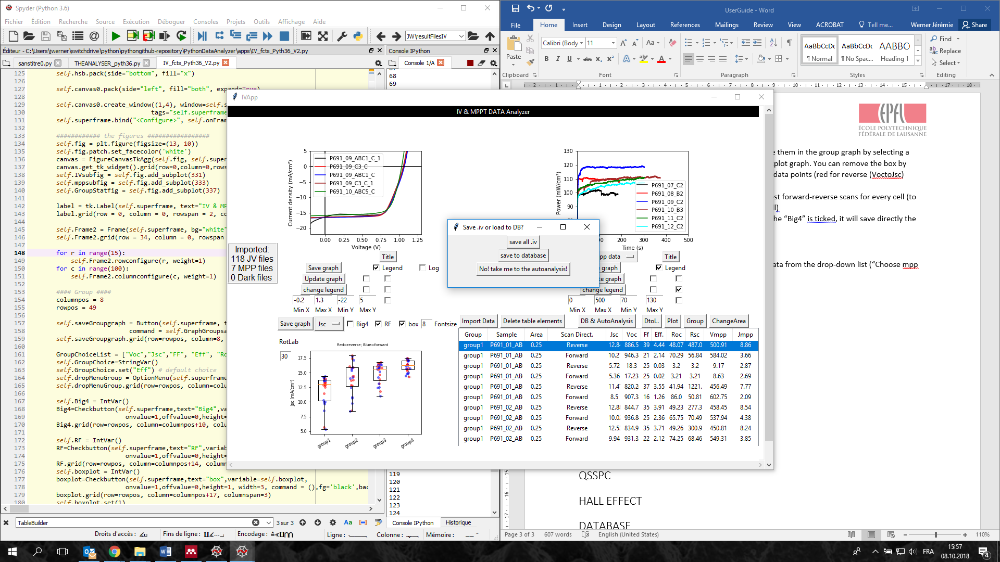 Spyder (Python 3.6)
Fichier Édition Recherche Source Exécution Déboguer Consoles Projets Outils Affichage Aide
JW\resultFilesIV
Éditeur - C:\Users\jwerner\switchdrive\python\pythongithub-repository\PythonDataAnalyzer\apps\IV_fcts_Pyth36_V2.py
sanstitre0.py THEANALYSER_pyth36.py IV_fcts_Pyth36_V2.py
125 self.hsb.pack(side="bottom", fill="x")
126
127 self.canvas0.pack(side="left", fill="both", expand=True)
128
129 self.canvas0.create_window((1,4), window=self.s
130 tags="self.superframe
131 self.superframe.bind("<Configure>", self.onFram
132
133 ############ the figures #################
134 self.fig = plt.figure(figsize=(13, 10))
135 self.fig.patch.set_facecolor('white')
136 canvas = FigureCanvasTkAgg(self.fig, self.super
137 canvas.get_tk_widget().grid(row=0,column=0,rows
138 self.IVsubfig = self.fig.add_subplot(331)
139 self.mppsubfig = self.fig.add_subplot(333)
140 self.GroupStatfig = self.fig.add_subplot(337)
141
142 label = tk.Label(self.superframe, text="IV & MP
143 label.grid(row = 0, column = 0, rowspan = 2, co
144
145 self.Frame2 = Frame(self.superframe, bg="white"
146 self.Frame2.grid(row = 34, column = 0, rowspan
147
148 for r in range(15):
149 self.Frame2.rowconfigure(r, weight=1)
150 for c in range(100):
151 self.Frame2.columnconfigure(c, weight=1)
152
153 #### Group ####
154 columnpos = 8
155 rowpos = 49
156
157 self.saveGroupgraph = Button(self.superframe, t
158 command = self.GraphGroupsa
159 self.saveGroupgraph.grid(row=rowpos, column=8,
160
161 GroupChoiceList = ["Voc","Jsc","FF", "Eff", "Ro
162 self.GroupChoice=StringVar()
163 self.GroupChoice.set("Eff") # default choice
164 self.dropMenuGroup = OptionMenu(self.superframe
165 self.dropMenuGroup.grid(row=rowpos, column=colu
166
167 self.Big4 = IntVar()
168 Big4=Checkbutton(self.superframe,text="Big4",va
169 onvalue=1,offvalue=0,height=
170 Big4.grid(row=rowpos, column=columnpos+10, colu
171
172 self.RF = IntVar()
173 RF=Checkbutton(self.superframe,text="RF",variab
174 onvalue=1,offvalue=0,height=
175 RF.grid(row=rowpos, column=columnpos+14, column
176 self.boxplot = IntVar()
177 boxplot=Checkbutton(self.superframe,text="box",variable=self.boxplot,
178 onvalue=1,offvalue=0,height=1, width=3, command = (),fg='black',bac
179 boxplot.grid(row=rowpos, column=columnpos+17, columnspan=3)
180 self.boxplot.set(1)
TableBuilder 3 sur 3 Aa
Droits d'accès : Fins de ligne : Encodage : Ligne : Colonne : Mémoire :
Console IPython
Console 1/A
68
69
119
120
121
122
123
124
Console IPython Historique
IVApp
IV & MPPT DATA Analyzer
5
0
−5
−10
−15
−20
Current density (mA/cm²)
P691_09_ABC1_C_1
P691_09_C3_C
P691_09_ABC1_C
P691_09_C3_C_1
P691_10_ABC5_C
0.00 0.25 0.50 0.75 1.00 1.25
Voltage (V)
130
120
110
100
90
Power (mW/cm²)
P691_07_C2
P691_08_B2
P691_09_C2
P691_10_B3
P691_11_C2
P691_12_C2
200 300 400 500
Time (s)
Imported:
118 JV files
7 MPP files
0 Dark files
Title
Save graph Legend Log
Update graph
change legend
-0.2 1.3 -22 5
Min X Max X Min Y Max Y
Save graph Jsc Big4 RF box 8 Fontsize
RotLab
30
Red=reverse; Blue=forward
17.5
15.0
12.5
10.0
7.5
5.0
Jsc (mA/cm²)
group1 group2 group3 group4
Save .iv or load to DB?
save all .iv
save to database
No! take me to the autoanalysis!
pp data Title
graph Legend
te graph
change legend
0 500 70 130
Min X Max X Min Y Max Y
Import Data Delete table elements DB & AutoAnalysis DtoL. Plot Group ChangeArea
Group Sample Area Scan Direct. Jsc Voc Ff Eff. Roc Rsc Vmpp Jmpp
group1 P691_01_AB 0.25 Reverse 12.84 886.5 39 4.44 48.07 487.0 500.91 8.86
group1 P691_01_AB 0.25 Forward 10.27 946.3 21 2.14 70.29 56.84 584.02 3.66
group1 P691_01_AB 0.25 Reverse 5.72 18.3 25 0.03 3.2 3.2 9.17 2.87
group1 P691_01_AB 0.25 Forward 5.36 17.23 25 0.02 3.21 3.21 8.63 2.69
group1 P691_01_AB 0.25 Reverse 11.47 820.2 37 3.55 41.94 1221. 456.49 7.77
group1 P691_01_AB 0.25 Forward 8.5 907.3 16 1.26 86.0 50.81 602.75 2.09
group1 P691_02_AB 0.25 Reverse 12.88 844.7 35 3.91 49.23 277.3 458.45 8.54
group1 P691_02_AB 0.25 Forward 10.02 936.8 25 2.36 65.75 70.49 537.94 4.38
group1 P691_02_AB 0.25 Reverse 12.53 834.9 35 3.71 49.26 300.9 450.81 8.24
group1 P691_02_AB 0.25 Forward 9.94 931.3 22 2.12 74.25 68.46 549.31 3.85
UserGuide - Word
File Home Insert Design Layout References Mailings Review View ACROBAT Tell me... Werner Jérémie Share
Paste
Calibri (Body 11
B I U abc x₂ x²
Clipboard Font Paragraph Styles Editing
AaBbCcDc AaBbCcDc AaBbCc
¶ Normal ¶ No Spac... Heading 1
Find
Replace
Select
EPFL
ÉCOLE POLYTECHNIQUE
FÉDÉRALE DE LAUSANNE
e them in the group graph by selecting a
plot graph. You can remove the box by
data points (red for reverse (VoctoJsc)
st forward-reverse scans for every cell (to
l)
he “Big4” is ticked, it will save directly the
ata from the drop-down list (“Choose mpp
QSSPC
HALL EFFECT
DATABASE
Page 3 of 3 607 words English (United States) 110%
FRA 15:57
08.10.2018
4